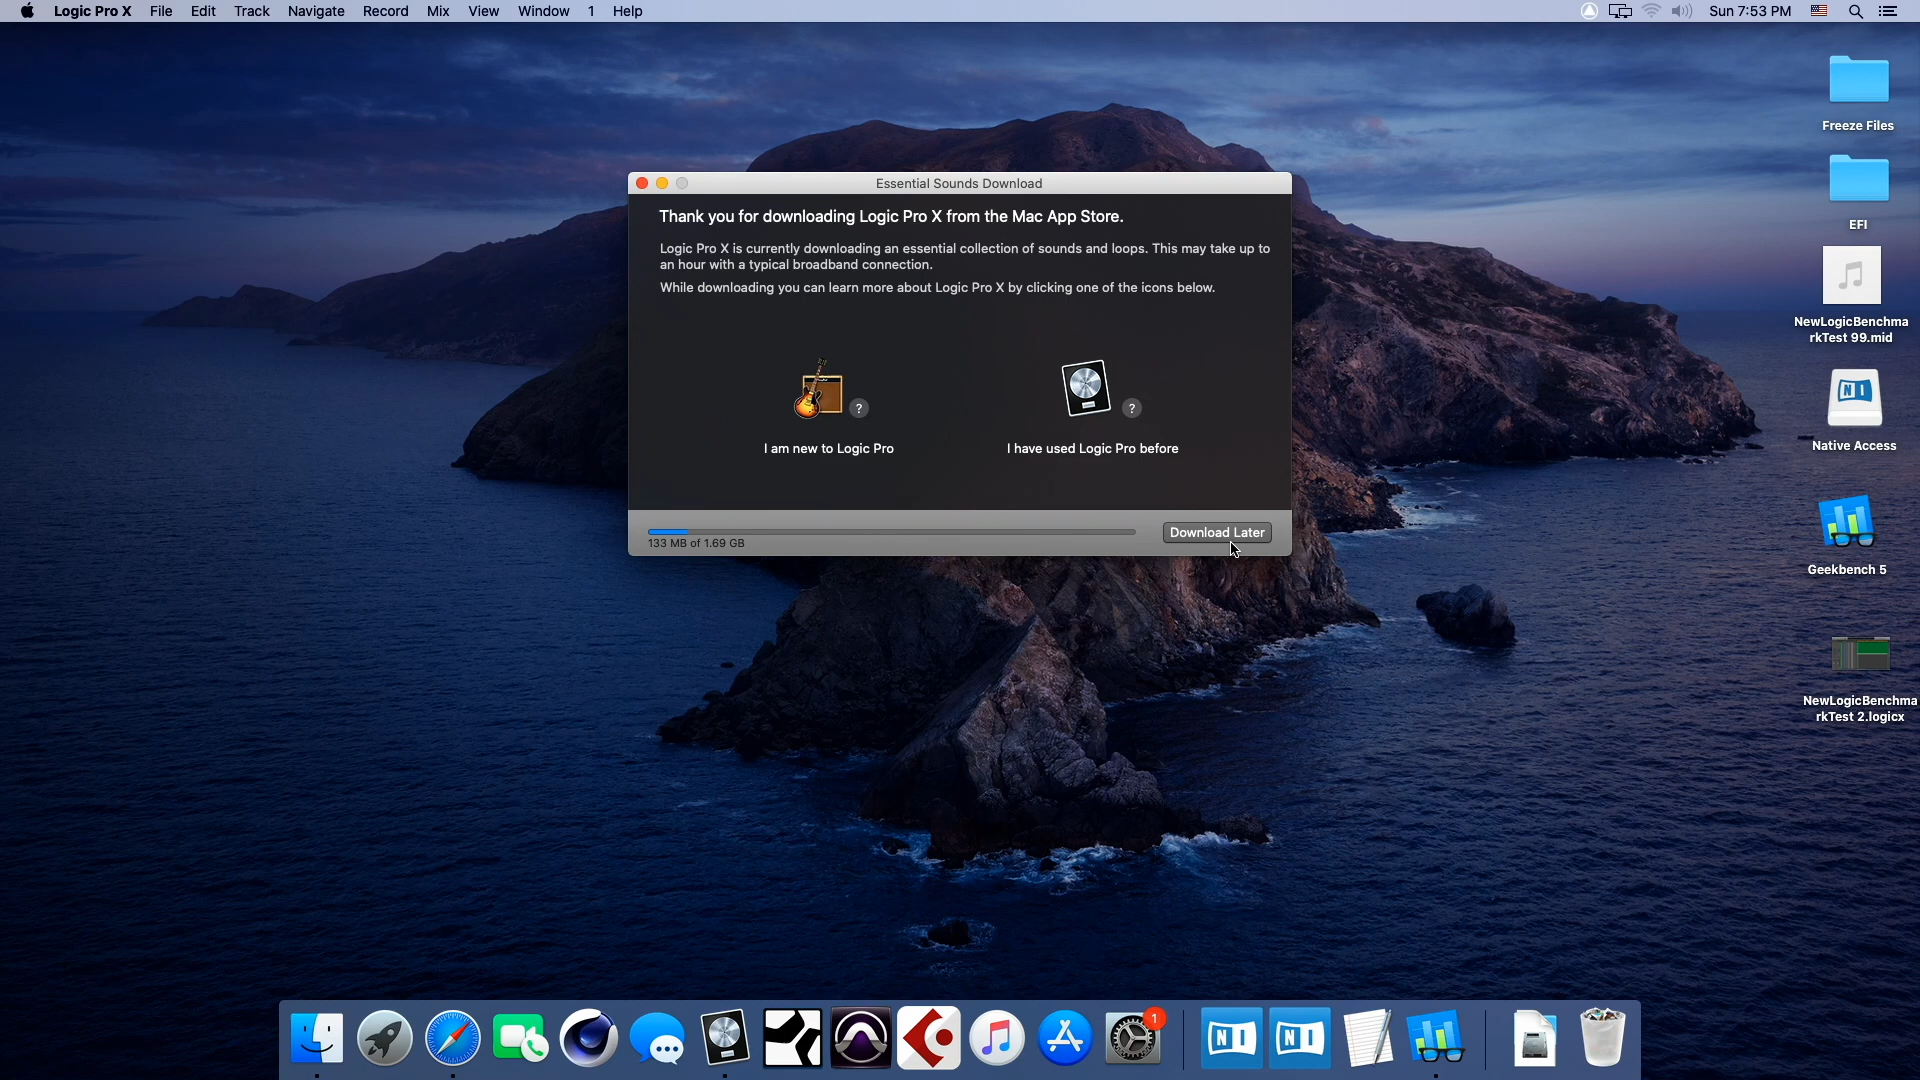 Logic Pro X File Edit Track Navigate Record Mix View Window 1 Help
Sun 7:53 PM
Freeze Files
EFI
NewLogicBenchma
rkTest 99.mid
NI
Native Access
Geekbench 5
NewLogicBenchma
rkTest 2.logicx
Essential Sounds Download
Thank you for downloading Logic Pro X from the Mac App Store.
Logic Pro X is currently downloading an essential collection of sounds and loops. This may take up to
an hour with a typical broadband connection.
While downloading you can learn more about Logic Pro X by clicking one of the icons below.
?
?
I am new to Logic Pro
I have used Logic Pro before
Download Later
133 MB of 1.69 GB
1
NI
NI